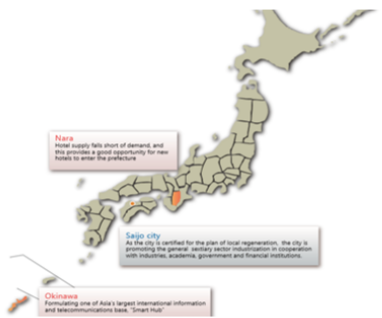 Nara
Hotel supply falls short of demand, and
this provides a good opportunity for new
hotels to enter the prefecture
Saijo city
As the city is certified for the plan of local regeneration, the city is
promoting the general sextiary sector industrialization in cooperation
with industries, academia, government and financial institutions.
Okinawa
Formulating one of Asia's largest international information
and telecommunications base, "Smart Hub"